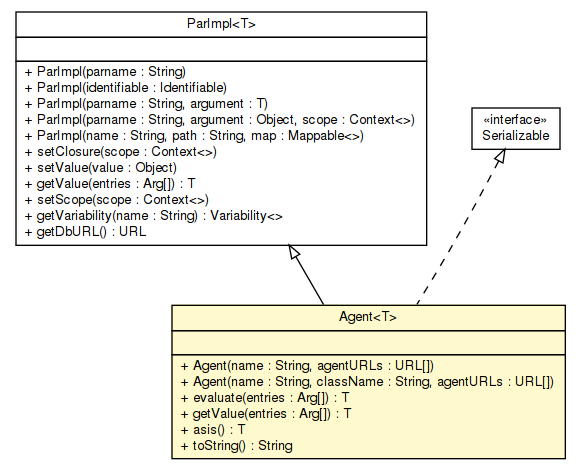 ParImpl<T>
+ ParImpl(parname : String)
+ ParImpl(identifiable : Identifiable)
+ ParImpl(parname : String, argument : T)
+ ParImpl(parname : String, argument : Object, scope : Context<>)
+ ParImpl(name : String, path : String, map : Mappable<>)
+ setClosure(scope : Context<>)
+ setValue(value : Object)
+ getValue(entries : Arg[]) : T
+ setScope(scope : Context<>)
+ getVariability(name : String) : Variability<>
+ getDbURL() : URL
«interface»
Serializable
Agent<T>
+ Agent(name : String, agentURLs : URL[])
+ Agent(name : String, className : String, agentURLs : URL[])
+ evaluate(entries : Arg[]) : T
+ getValue(entries : Arg[]) : T
+ asis() : T
+ toString() : String